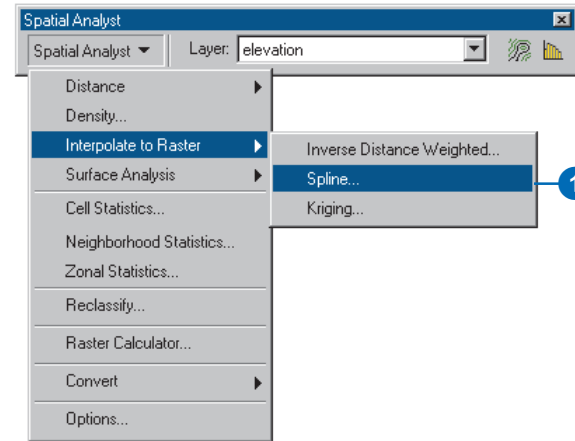 Spatial Analyst
Spatial Analyst Layer: elevation
Distance
Density...
Interpolate to Raster
Surface Analysis
Cell Statistics...
Neighborhood Statistics...
Zonal Statistics...
Reclassify...
Raster Calculator...
Convert
Options...
Inverse Distance Weighted...
Spline...
Kriging...
1